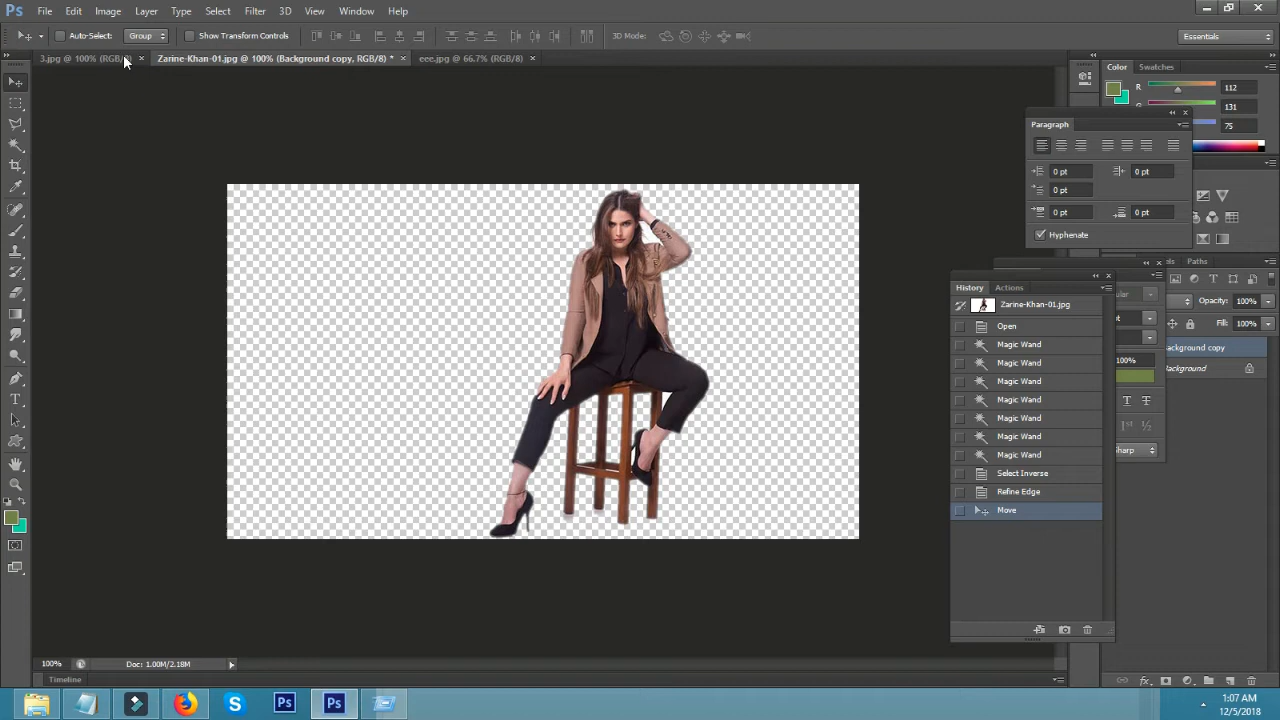 Ps File Edit Image Layer Type Select Filter 3D View Window Help
Auto-Select: Group Show Transform Controls 3D Mode: Essentials
3.jpg @ 100% (RGB/8) × Zarine-Khan-01.jpg @ 100% (Background copy, RGB/8) * × eee.jpg @ 66.7% (RGB/8) ×
Color Swatches
R 112
131
75
Paragraph
0 pt 0 pt
0 pt
0 pt 0 pt
Hyphenate
Paths
History Actions
Zarine-Khan-01.jpg
Opacity: 100%
Open
Fill: 100%
Magic Wand
ackground copy
Magic Wand
100%
ackground
Magic Wand
Magic Wand
Magic Wand
Magic Wand
Magic Wand
Sharp
Select Inverse
Refine Edge
Move
100% Doc: 1.00M/2.18M
Timeline
Ps Ps
1:07 AM
12/5/2018